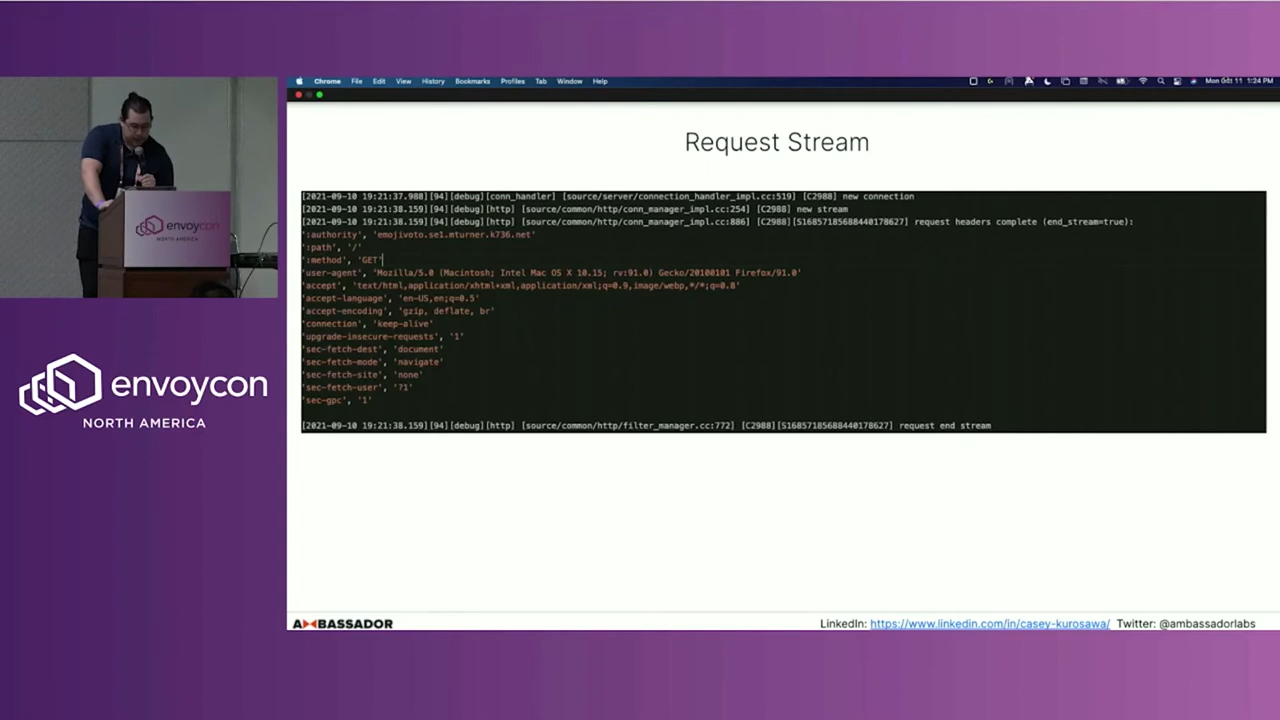 Chrome File Edit View History Bookmarks Profiles Tab Window Help
1:24 PM
Request Stream
[2021-09-10 19:21:37.988][94][debug][conn_handler] [source/server/connection_handler_impl.cc:519] [C2988] new connection
[2021-09-10 19:21:38.159][94][debug][http] [source/common/http/conn_manager_impl.cc:254] [C2988] new stream
[2021-09-10 19:21:38.159][94][debug][http] [source/common/http/conn_manager_impl.cc:886] [C2988][S16857185688440178627] request headers complete (end_stream=true):
':authority', 'emojivoto.se1.mturner.k736.net'
':path', '/'
':method', 'GET'
'user-agent', 'Mozilla/5.0 (Macintosh; Intel Mac OS X 10.15; rv:91.0) Gecko/20100101 Firefox/91.0'
'accept', 'text/html,application/xhtml+xml,application/xml;q=0.9,image/webp,*/*;q=0.8'
'accept-language', 'en-US,en;q=0.5'
'accept-encoding', 'gzip, deflate, br'
'connection', 'keep-alive'
'upgrade-insecure-requests', '1'
'sec-fetch-dest', 'document'
'sec-fetch-mode', 'navigate'
'sec-fetch-site', 'none'
'sec-fetch-user', '?1'
'sec-gpc', '1'
[2021-09-10 19:21:38.159][94][debug][http] [source/common/http/filter_manager.cc:772] [C2988][S16857185688440178627] request end stream
envoycon
NORTH AMERICA
envoycon
NORTH AMERICA
AMBASSADOR
LinkedIn: https://www.linkedin.com/in/casey-kurosawa/ Twitter: @ambassadorlabs